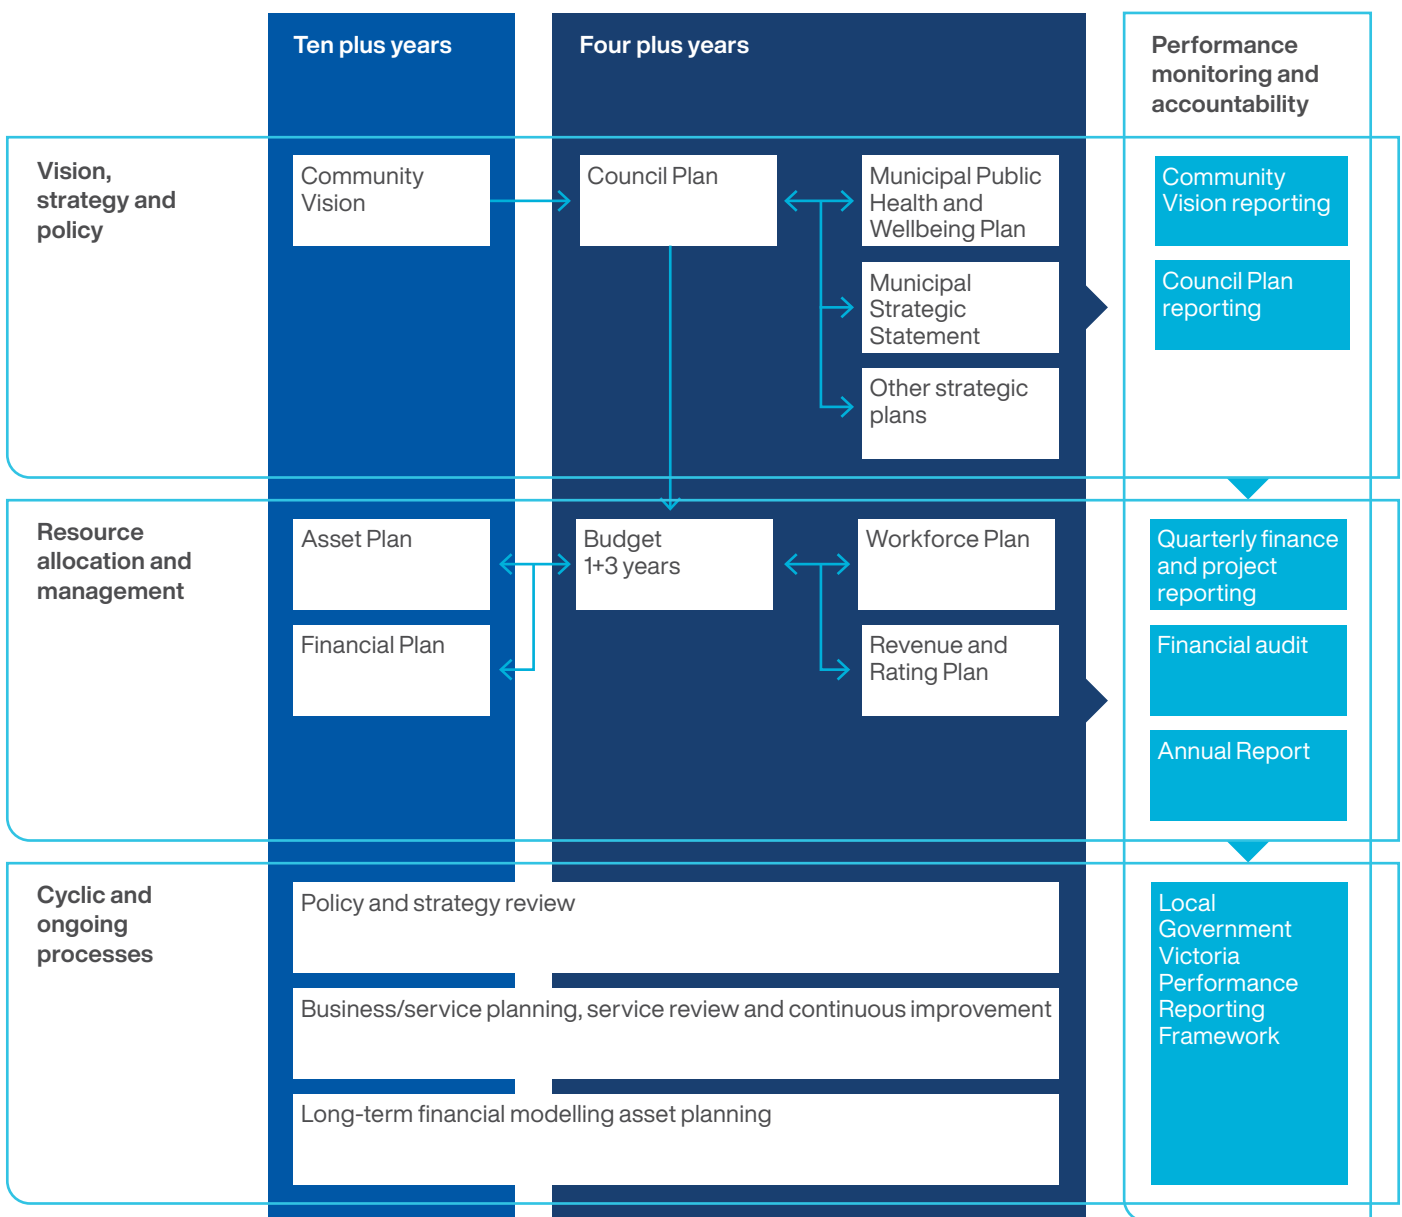 Ten plus years
Four plus years
Performance
monitoring and
accountability
Vision,
strategy and
policy
Community
Vision
Council Plan
Municipal Public
Health and
Wellbeing Plan
Municipal
Strategic
Statement
Other strategic
plans
Community
Vision reporting
Council Plan
reporting
Resource
allocation and
management
Asset Plan
Financial Plan
Budget
1+3 years
Workforce Plan
Revenue and
Rating Plan
Quarterly finance
and project
reporting
Financial audit
Annual Report
Cyclic and
ongoing
processes
Policy and strategy review
Business/service planning, service review and continuous improvement
Long-term financial modelling asset planning
Local
Government
Victoria
Performance
Reporting
Framework